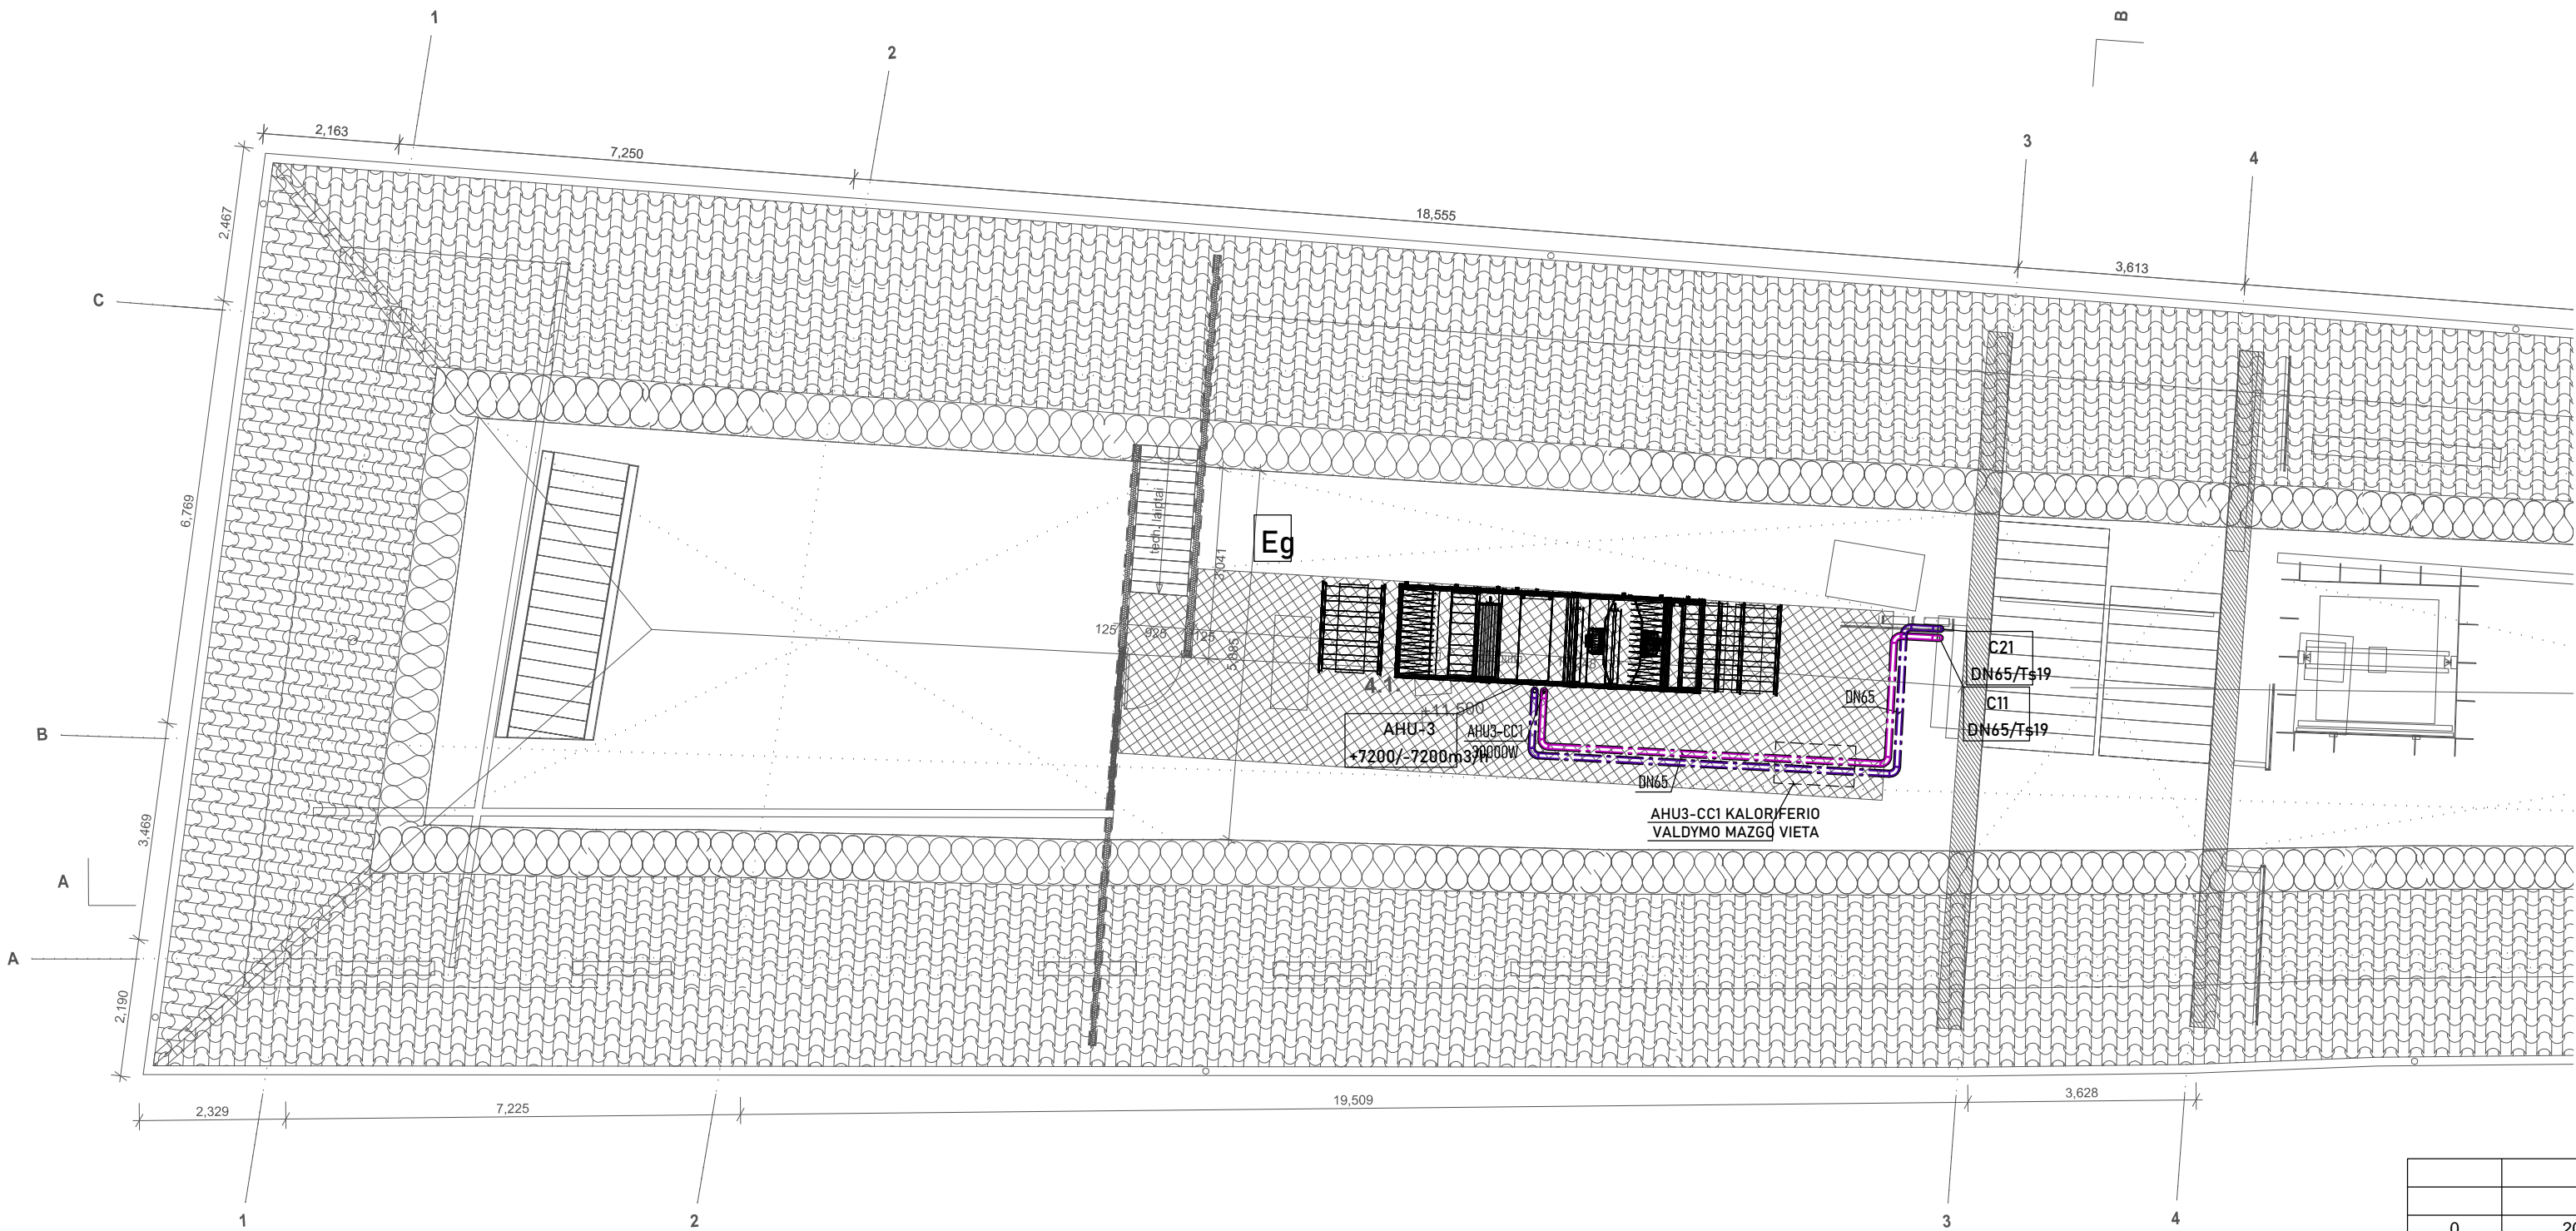 1
2
B
3
4
2,163
7,250
18,555
3,613
2,467
C
6,769
tech. laiptai
Eg
3,041
125
925
125
5,985
C21
DN65/Ts19
C11
DN65/Ts19
4.1.
+11.500
AHU-3
+7200/-7200m3/h
AHU3-CC1
DN65
DN65
AHU3-CC1 KALORIFERIO
VALDYMO MAZGO VIETA
B
3,469
A
A
2,190
2,329
7,225
19,509
3,628
1
2
3
4
0